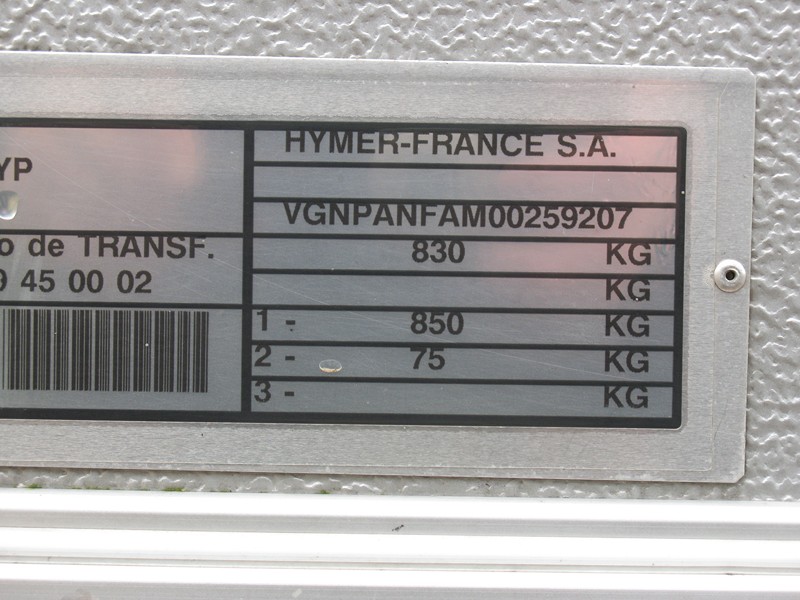 YP
HYMER-FRANCE S.A.
VGNPANFAM00259207
o de TRANSF.
9 45 00 02
830 KG
KG
1 - 850 KG
2 - 75 KG
3 - KG